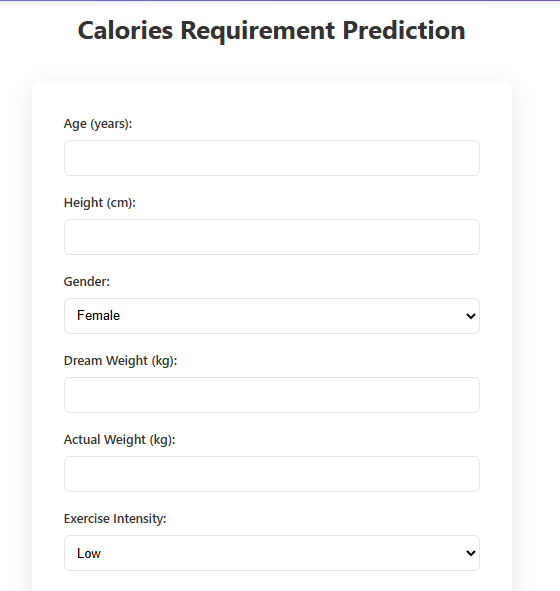 Calories Requirement Prediction
Age (years):
Height (cm):
Gender:
Female
Dream Weight (kg):
Actual Weight (kg):
Exercise Intensity:
Low